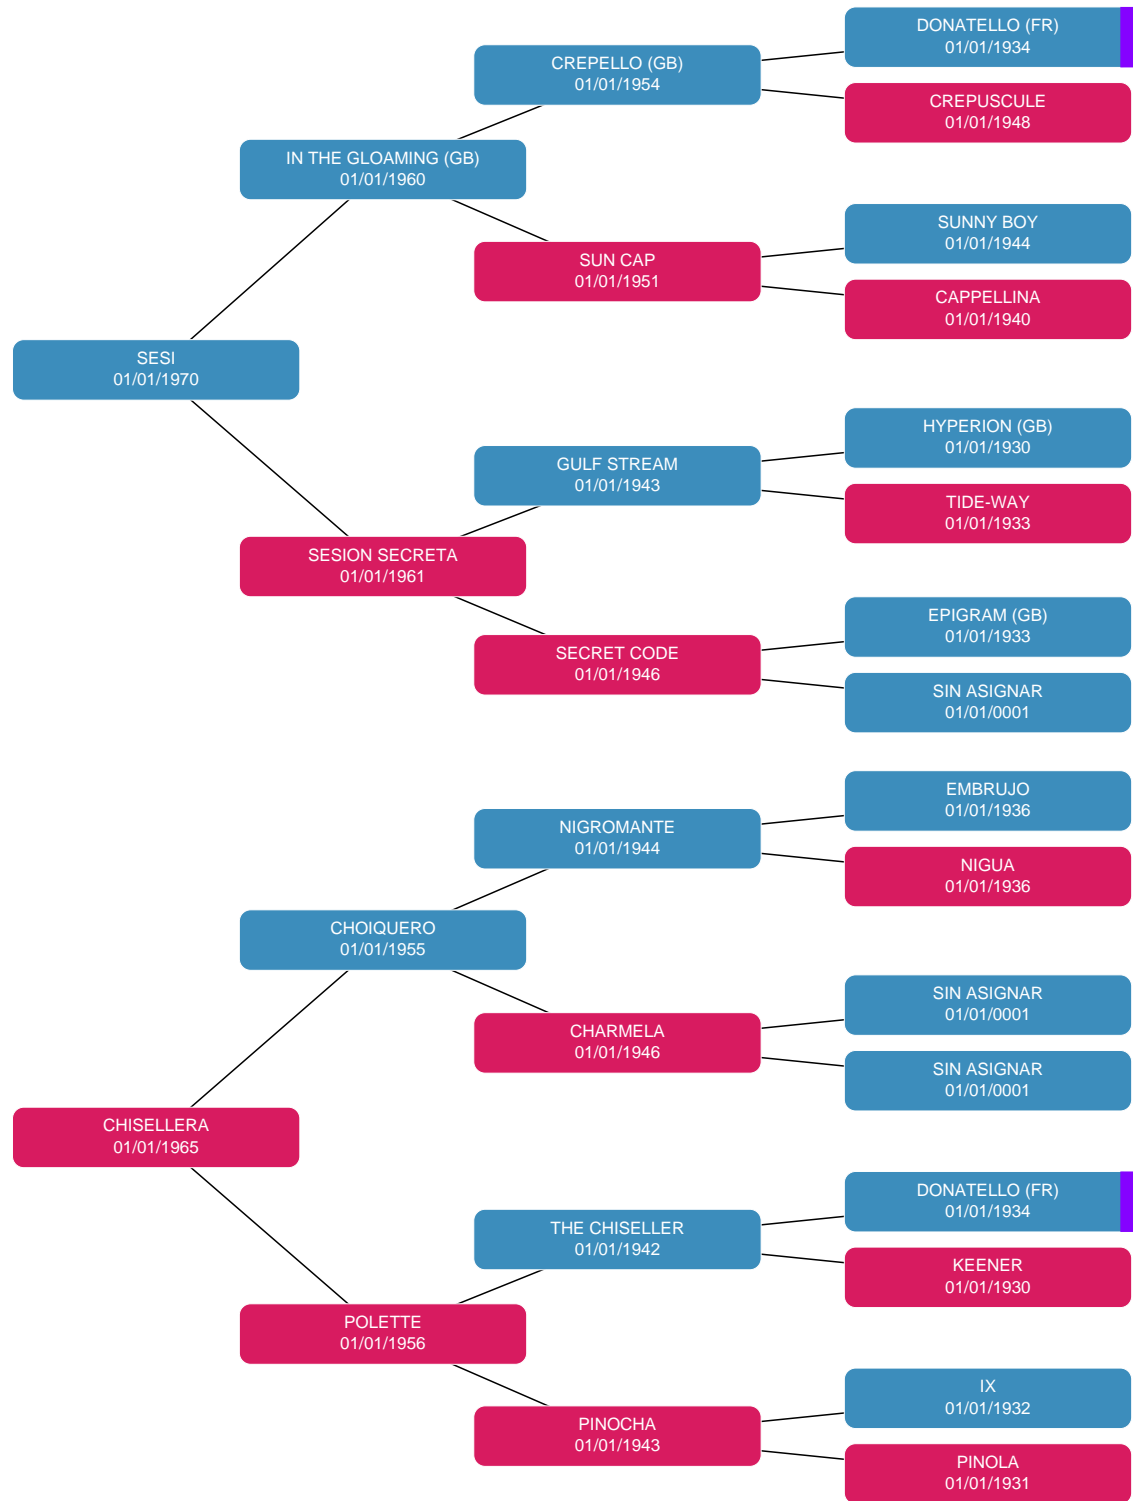 DONATELLO (FR)
01/01/1934
CREPELLO (GB)
01/01/1954
CREPUSCULE
01/01/1948
IN THE GLOAMING (GB)
01/01/1960
SUNNY BOY
01/01/1944
SUN CAP
01/01/1951
CAPPELLINA
01/01/1940
SESI
01/01/1970
HYPERION (GB)
01/01/1930
GULF STREAM
01/01/1943
TIDE-WAY
01/01/1933
SESION SECRETA
01/01/1961
EPIGRAM (GB)
01/01/1933
SECRET CODE
01/01/1946
SIN ASIGNAR
01/01/0001
EMBRUJO
01/01/1936
NIGROMANTE
01/01/1944
NIGUA
01/01/1936
CHOIQUERO
01/01/1955
SIN ASIGNAR
01/01/0001
CHARMELA
01/01/1946
SIN ASIGNAR
01/01/0001
CHISELLERA
01/01/1965
DONATELLO (FR)
01/01/1934
THE CHISELLER
01/01/1942
KEENER
01/01/1930
POLETTE
01/01/1956
IX
01/01/1932
PINOCHA
01/01/1943
PINOLA
01/01/1931